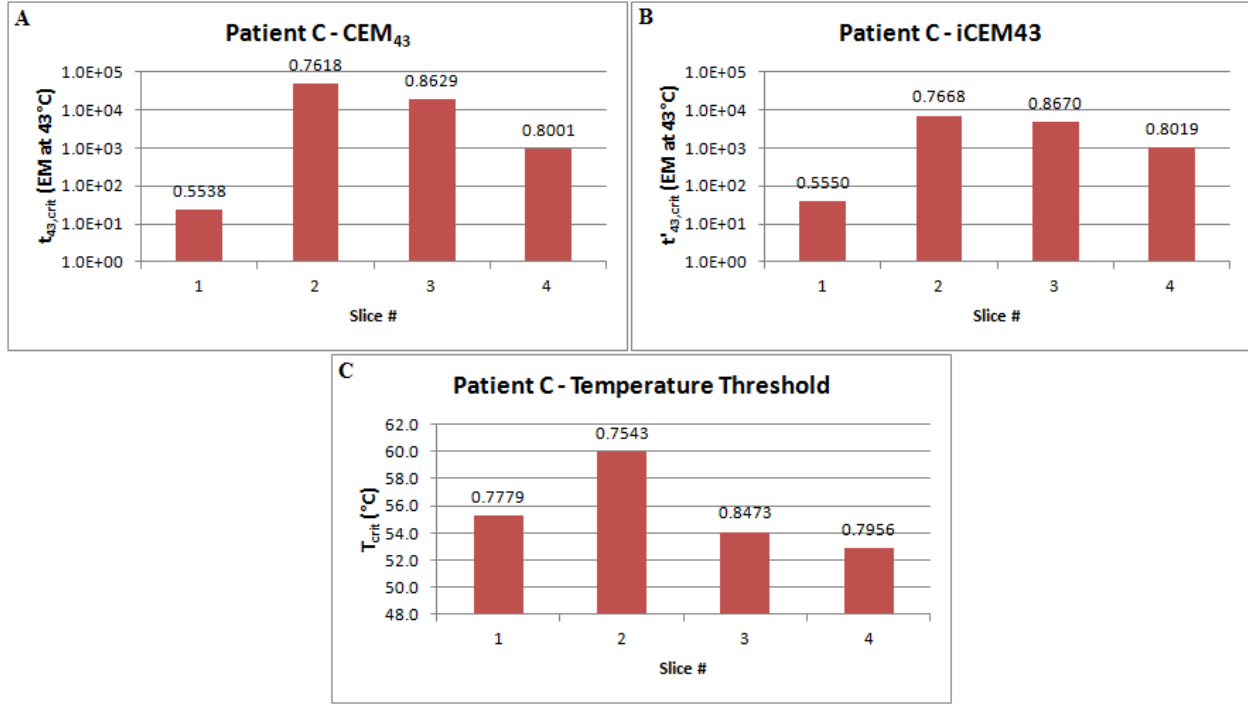 A
Patient C - CEM₄₃
t₄₃,crit (EM at 43°C)
1.0E+05
1.0E+04
1.0E+03
1.0E+02
1.0E+01
1.0E+00
0.5538
0.7618
0.8629
0.8001
1 2 3 4
Slice #
B
Patient C - iCEM43
t'₄₃,crit (EM at 43°C)
1.0E+05
1.0E+04
1.0E+03
1.0E+02
1.0E+01
1.0E+00
0.5550
0.7668
0.8670
0.8019
1 2 3 4
Slice #
C
Patient C - Temperature Threshold
Tcrit (°C)
62.0
60.0
58.0
56.0
54.0
52.0
50.0
48.0
0.7779
0.7543
0.8473
0.7956
1 2 3 4
Slice #